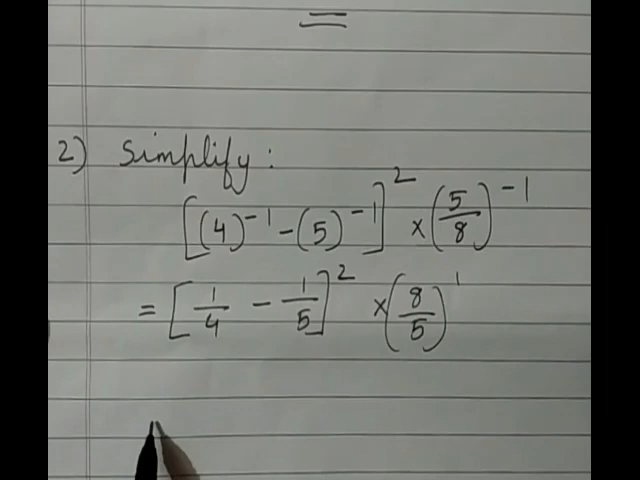 2) Simplify:
[(4)⁻¹ - (5)⁻¹]² × (5/8)⁻¹
= [1/4 - 1/5]² × (8/5)¹